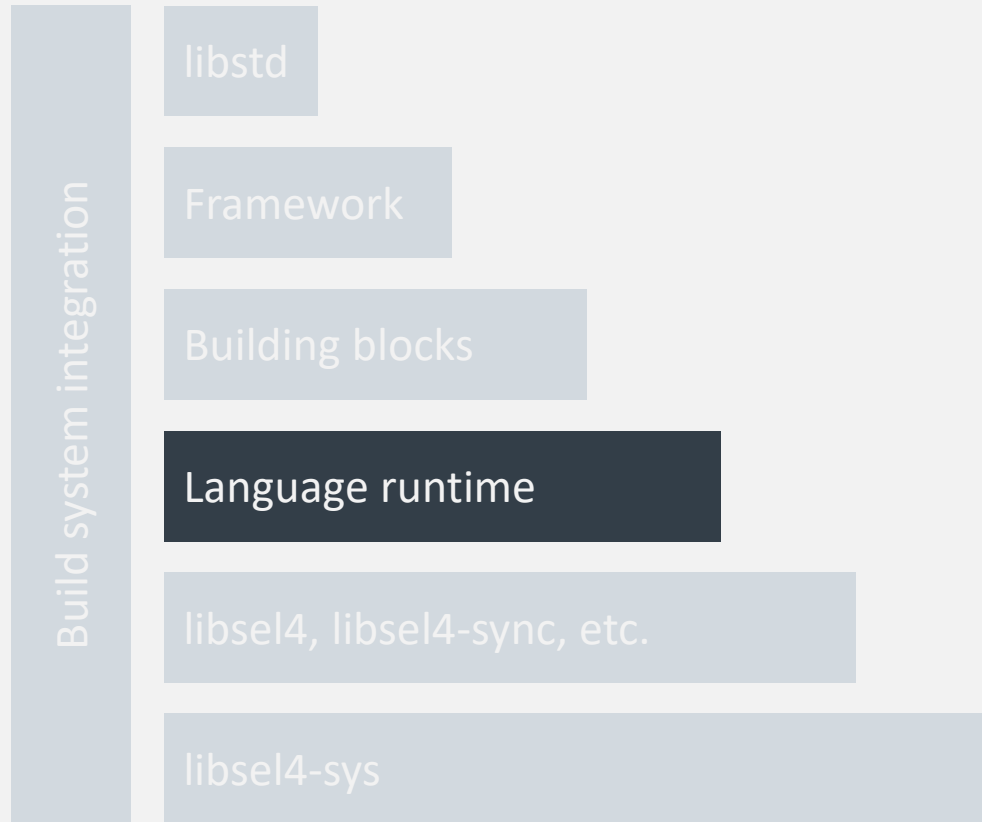 Build system integration
libstd
Framework
Building blocks
Language runtime
libsel4, libsel4-sync, etc.
libsel4-sys